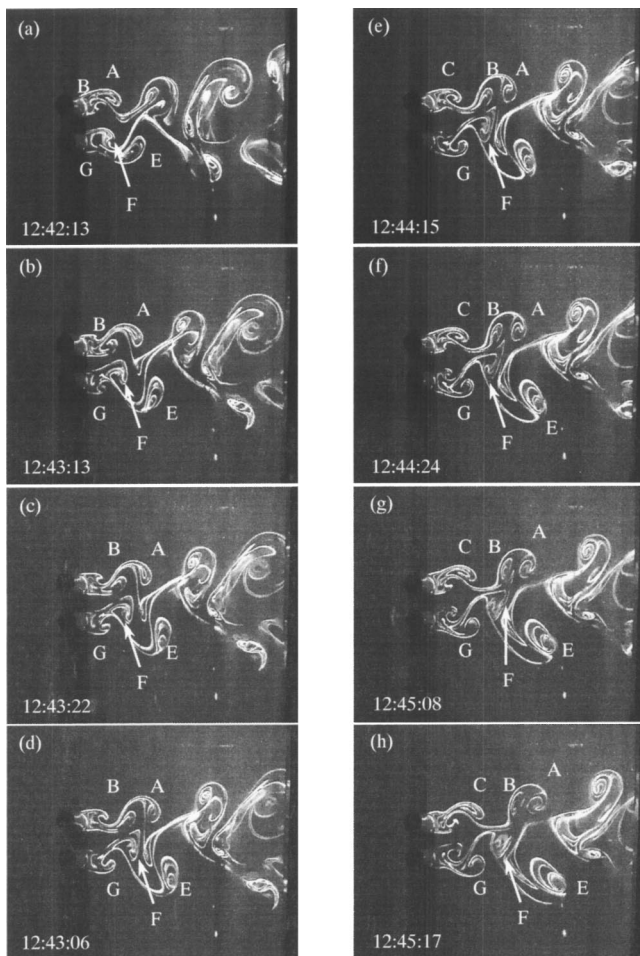 (a)
A
B
G E
F
12:42:13
(b)
A
B
G E
F
12:43:13
(c)
B A
G E
F
12:43:22
(d)
B A
G E
F
12:43:06
(e)
C B A
G E
F
12:44:15
(f)
C B A
G E
F
12:44:24
(g)
A
C B
G E
F
12:45:08
(h)
A
C B
G E
F
12:45:17